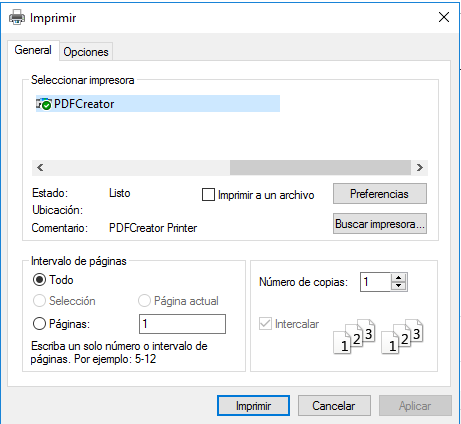 Imprimir
General
Opciones
Seleccionar impresora
PDFCreator
Estado: Listo
Imprimir a un archivo
Preferencias
Ubicación:
Comentario: PDFCreator Printer
Buscar impresora...
Intervalo de páginas
Todo
Selección
Página actual
Páginas: 1
Escriba un solo número o intervalo de
páginas. Por ejemplo: 5-12
Número de copias: 1
Intercalar
1 2 3 1 2 3
Imprimir
Cancelar
Aplicar